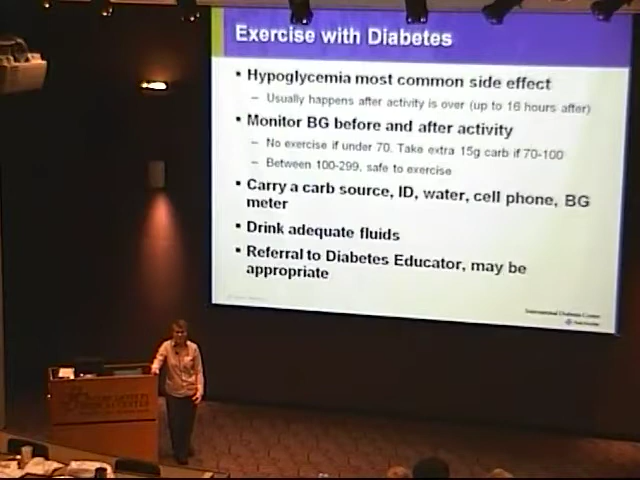 Exercise with Diabetes
▪ Hypoglycemia most common side effect
– Usually happens after activity is over (up to 16 hours after)
▪ Monitor BG before and after activity
– No exercise if under 70. Take extra 15g carb if 70-100
– Between 100-299, safe to exercise
▪ Carry a carb source, ID, water, cell phone, BG
meter
▪ Drink adequate fluids
▪ Referral to Diabetes Educator, may be
appropriate
International Diabetes Center